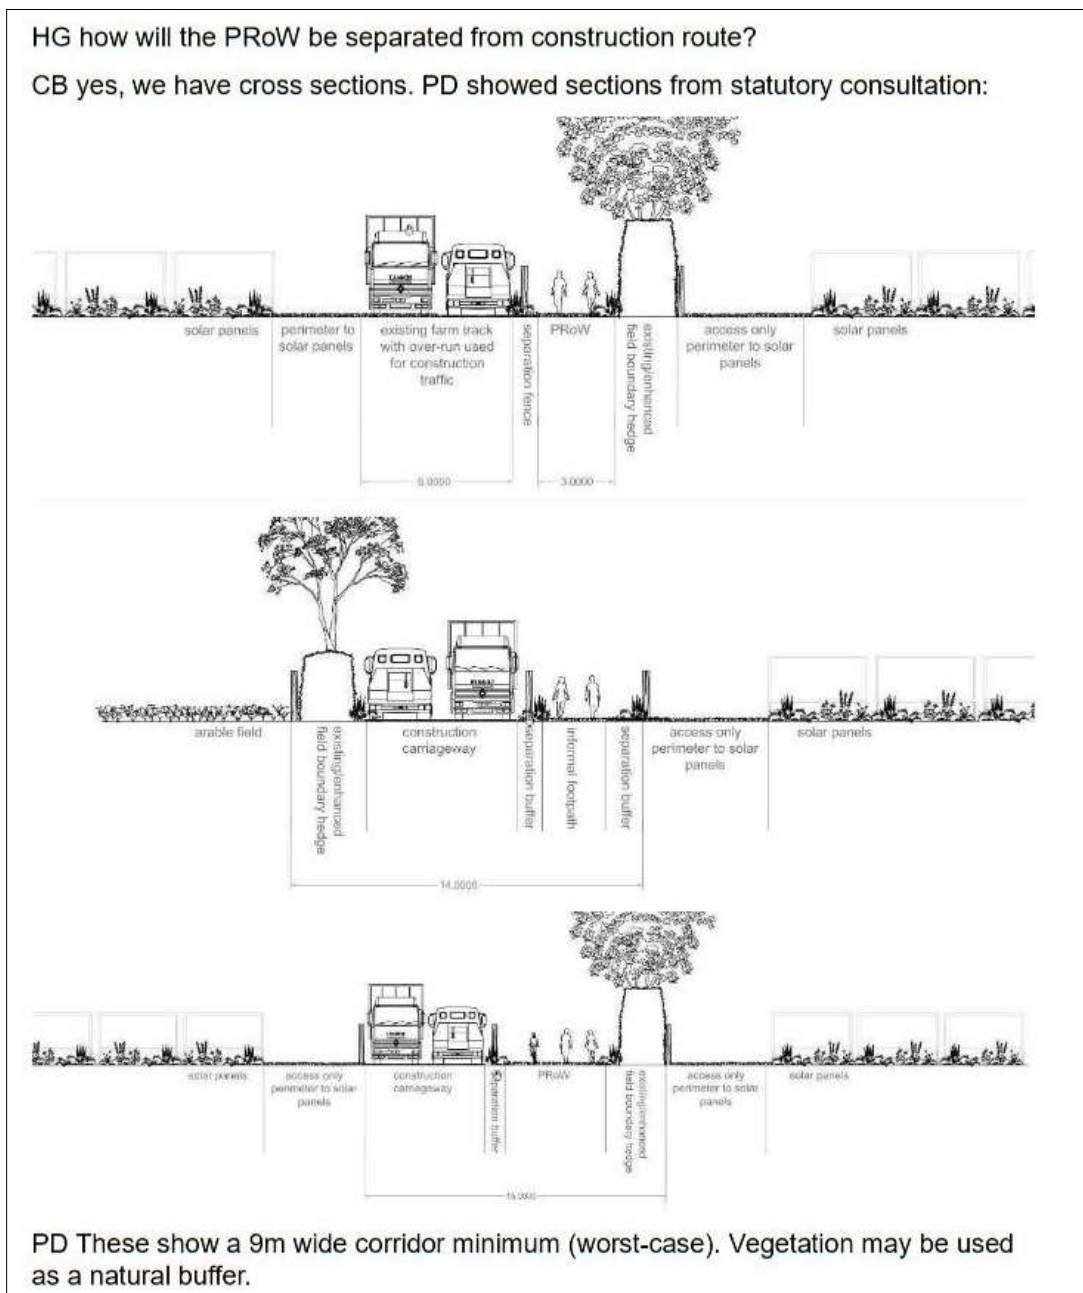 HG how will the PRoW be separated from construction route?
CB yes, we have cross sections. PD showed sections from statutory consultation:
solar panels
perimeter to
solar panels
existing farm track
with over-run used
for construction
traffic
separation fence
PRoW
existing/enhanced
field boundary hedge
access only
perimeter to solar
panels
solar panels
6.0000
3.0000
arable field
existing/enhanced
field boundary hedge
construction
carriageway
separation buffer
informal footpath
separation buffer
access only
perimeter to solar
panels
solar panels
14.0000
solar panels
access only
perimeter to solar
panels
construction
carriageway
separation buffer
PRoW
existing/enhanced
field boundary hedge
access only
perimeter to solar
panels
solar panels
15.0000
PD These show a 9m wide corridor minimum (worst-case). Vegetation may be used
as a natural buffer.